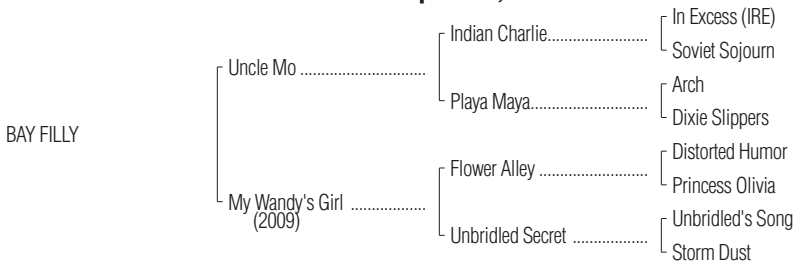 In Excess (IRE)
Indian Charlie........................
Soviet Sojourn
Uncle Mo ..............................
Arch
Playa Maya............................
Dixie Slippers
BAY FILLY
Distorted Humor
Flower Alley ..........................
Princess Olivia
My Wandy's Girl ..................
(2009)
Unbridled's Song
Unbridled Secret ..................
Storm Dust